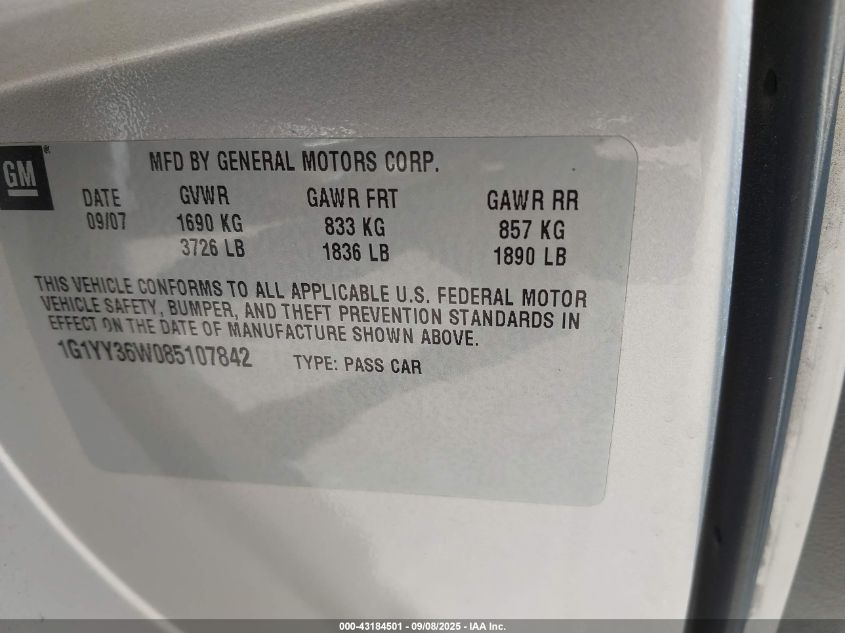 GM
MFD BY GENERAL MOTORS CORP.
DATE GVWR GAWR FRT GAWR RR
09/07 1690 KG 833 KG 857 KG
3726 LB 1836 LB 1890 LB
THIS VEHICLE CONFORMS TO ALL APPLICABLE U.S. FEDERAL MOTOR
VEHICLE SAFETY, BUMPER, AND THEFT PREVENTION STANDARDS IN
EFFECT ON THE DATE OF MANUFACTURE SHOWN ABOVE.
1G1YY36W085107842 TYPE: PASS CAR
000-43184501 - 09/08/2025 - IAA Inc.